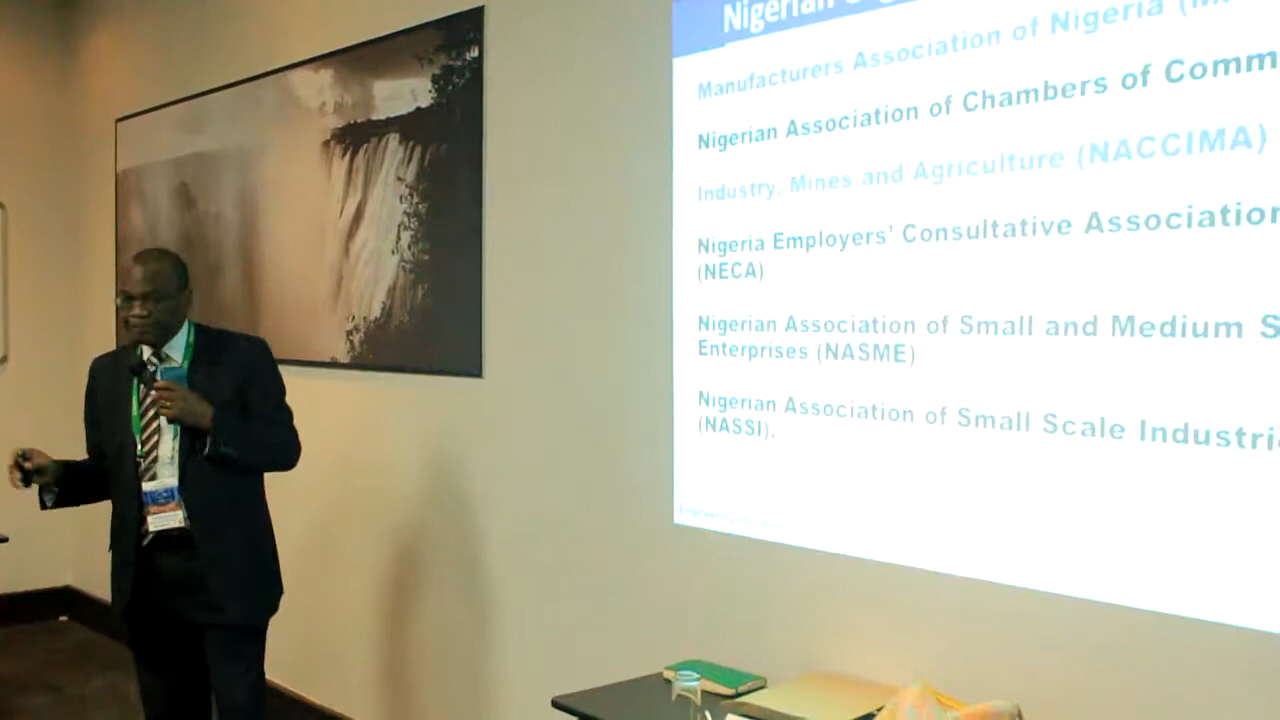 Nigerian
Manufacturers Association of Nigeria
Nigerian Association of Chambers of Comm
Industry, Mines and Agriculture (NACCIMA)
Nigeria Employers' Consultative Association
(NECA)
Nigerian Association of Small and Medium S
Enterprises (NASME)
Nigerian Association of Small Scale Industri
(NASSI).